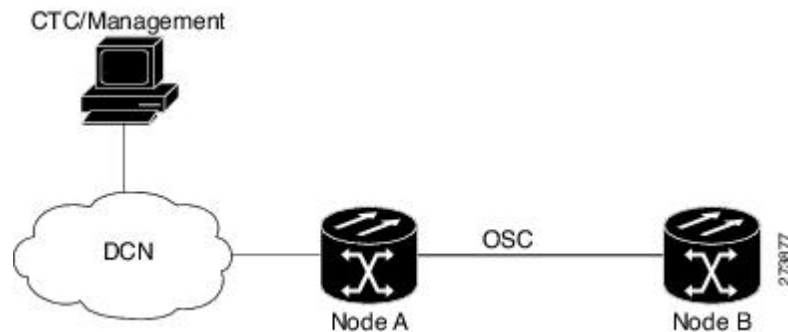 CTC/Management
DCN
OSC
Node A
Node B
273877